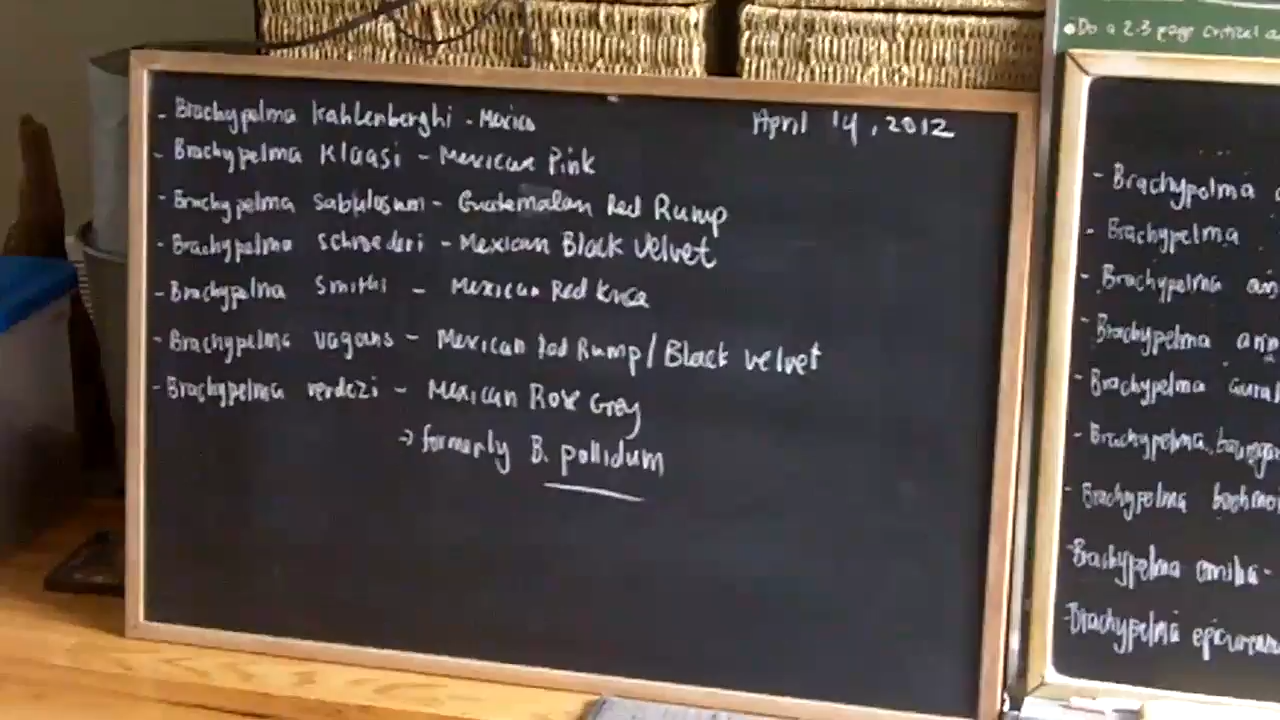 - Brachypelma kahlenberghi - Mexico
April 14, 2012
- Brachypelma Klaasi - Mexican Pink
- Brachypelma sabulosum - Guatemalan Red Rump
- Brachypelma schroederi - Mexican Black Velvet
- Brachypelma Smithi - Mexican Red Knee
- Brachypelma vagans - Mexican Red Rump / Black velvet
- Brachypelma verdezi - Mexican Rose Grey
→ formerly B. pallidum
• Do a 2-3 page critical a
- Brachypelma
- Brachypelma
- Brachypelma
- Brachypelma
- Brachypelma
- Brachypelma
- Brachypelma
- Brachypelma emilia -
- Brachypelma